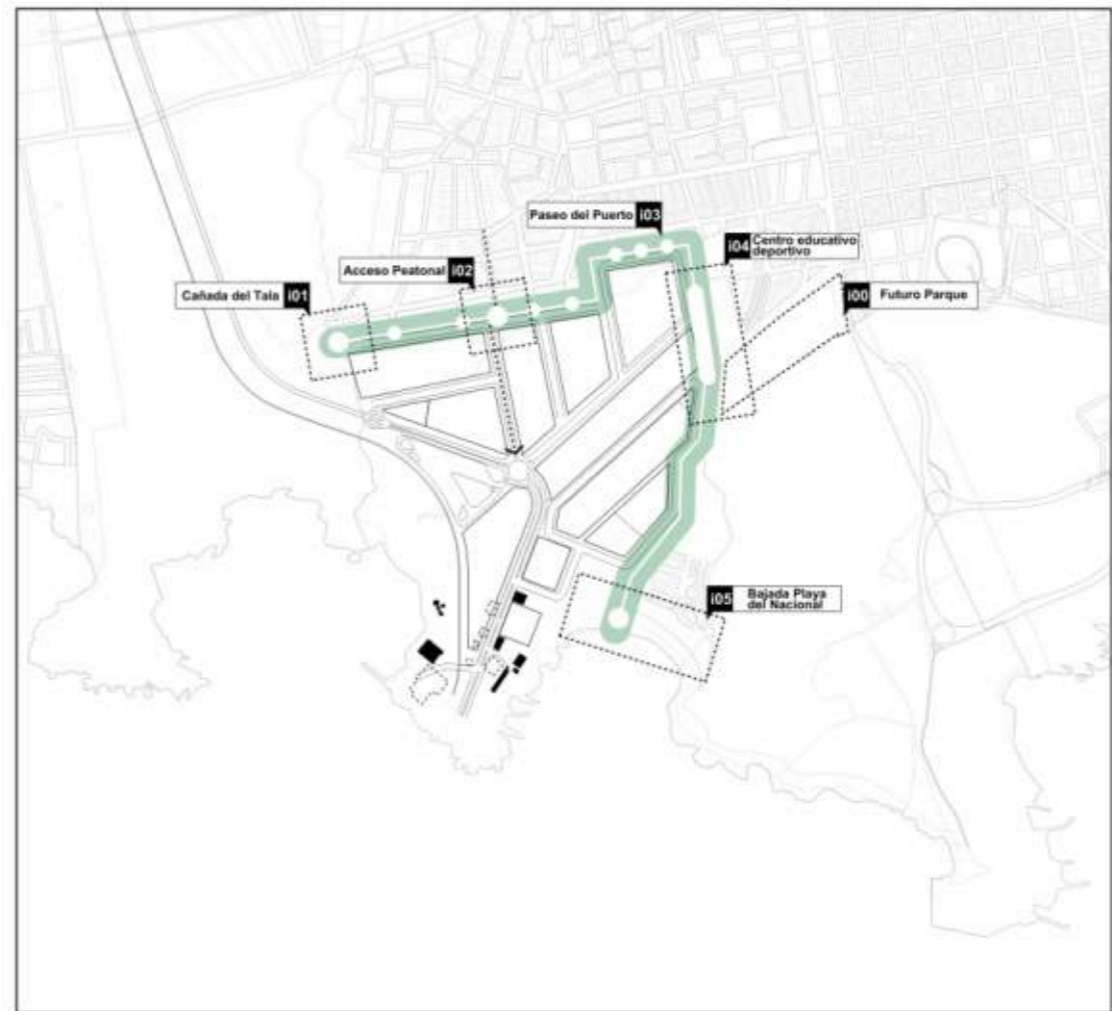 Paseo del Puerto i03
i04 Centro educativo
deportivo
Acceso Peatonal i02
Cañada del Tala i01
i00 Futuro Parque
i05 Bajada Playa
del Nacional